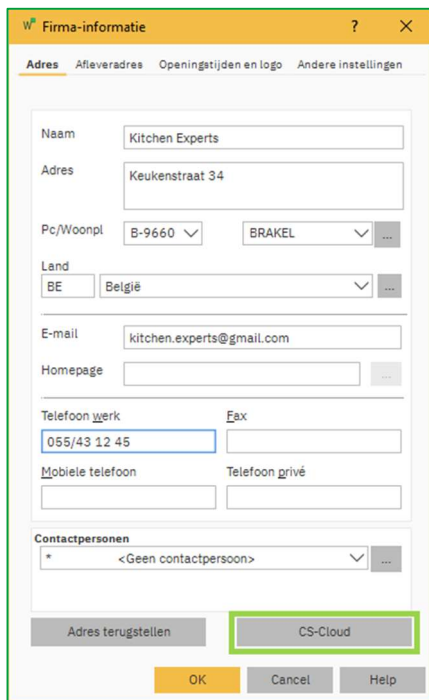 W Firma-informatie ? ×
Adres Afleveradres Openingstijden en logo Andere instellingen
Naam Kitchen Experts
Adres Keukenstraat 34
Pc/Woonpl B-9660 BRAKEL ...
Land
BE België ...
E-mail kitchen.experts@gmail.com
Homepage ...
Telefoon werk Fax
055/43 12 45
Mobiele telefoon Telefoon privé
Contactpersonen
* <Geen contactpersoon> ...
Adres terugstellen CS-Cloud
OK Cancel Help